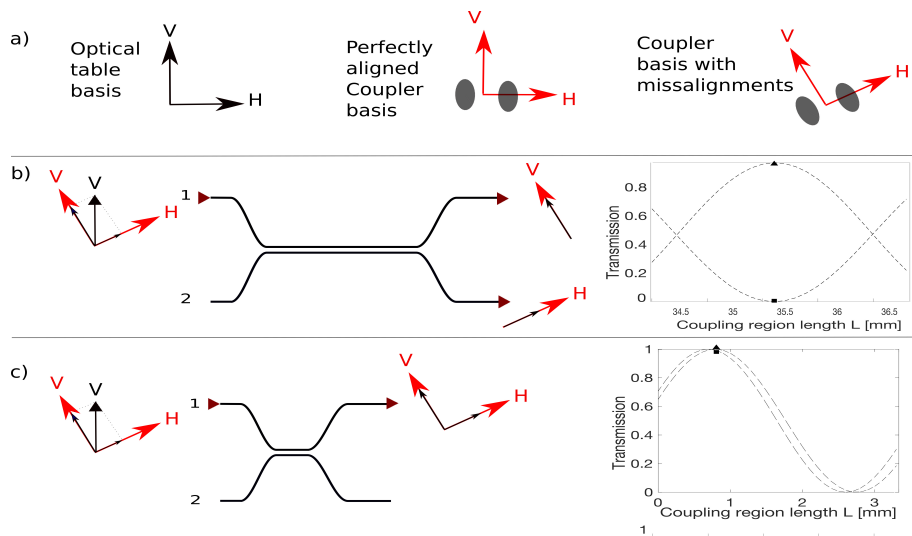 a)
Optical
table
basis
V
H
Perfectly
aligned
Coupler
basis
V
H
Coupler
basis with
missalignments
V
H
b)
V
V
H
1
2
V
H
Transmission
0.8
0.6
0.4
0.2
0
34.5 35 35.5 36 36.5
Coupling region length L [mm]
c)
V
V
H
1
2
V
H
Transmission
1
0.8
0.6
0.4
0.2
0
0 1 2 3
Coupling region length L [mm]
1